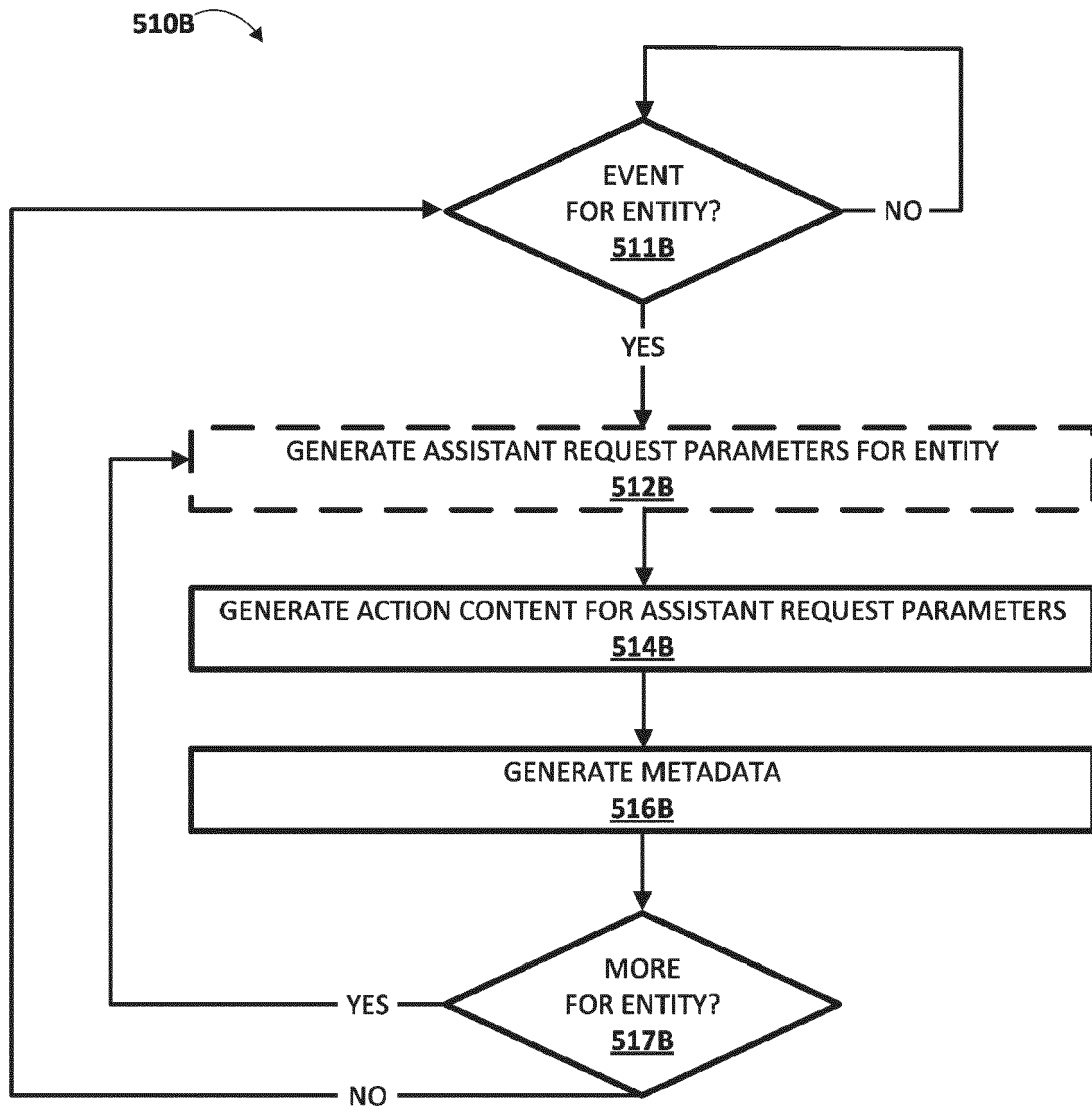 510B
EVENT
FOR ENTITY?
511B
NO
YES
GENERATE ASSISTANT REQUEST PARAMETERS FOR ENTITY
512B
GENERATE ACTION CONTENT FOR ASSISTANT REQUEST PARAMETERS
514B
GENERATE METADATA
516B
MORE
FOR ENTITY?
517B
YES
NO